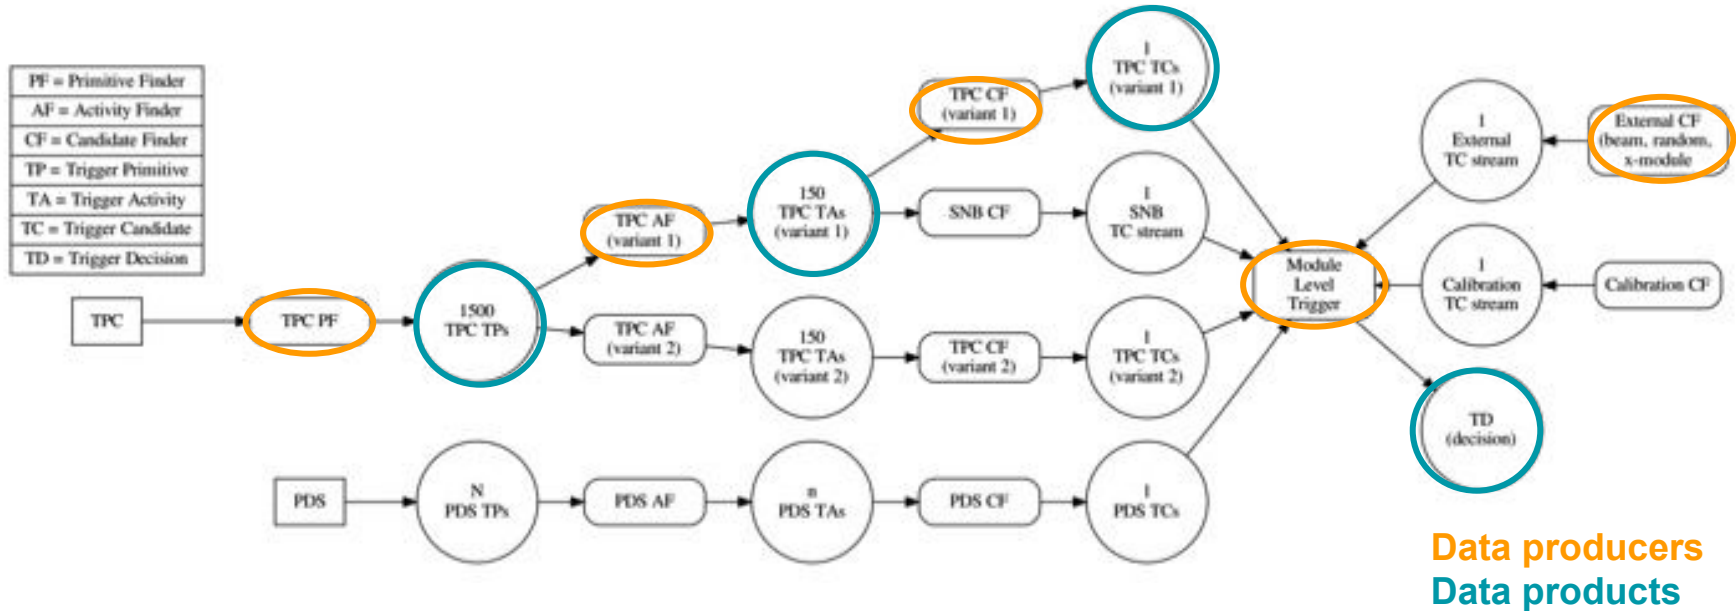 PF = Primitive Finder
AF = Activity Finder
CF = Candidate Finder
TP = Trigger Primitive
TA = Trigger Activity
TC = Trigger Candidate
TD = Trigger Decision
TPC
TPC PF
1500
TPC TPs
TPC AF
(variant 1)
150
TPC TAs
(variant 1)
TPC CF
(variant 1)
1
TPC TCs
(variant 1)
SNB CF
1
SNB
TC stream
TPC AF
(variant 2)
150
TPC TAs
(variant 2)
TPC CF
(variant 2)
1
TPC TCs
(variant 2)
PDS
N
PDS TPs
PDS AF
n
PDS TAs
PDS CF
1
PDS TCs
Module
Level
Trigger
1
External
TC stream
External CF
(beam, random,
x-module
1
Calibration
TC stream
Calibration CF
TD
(decision)
Data producers
Data products